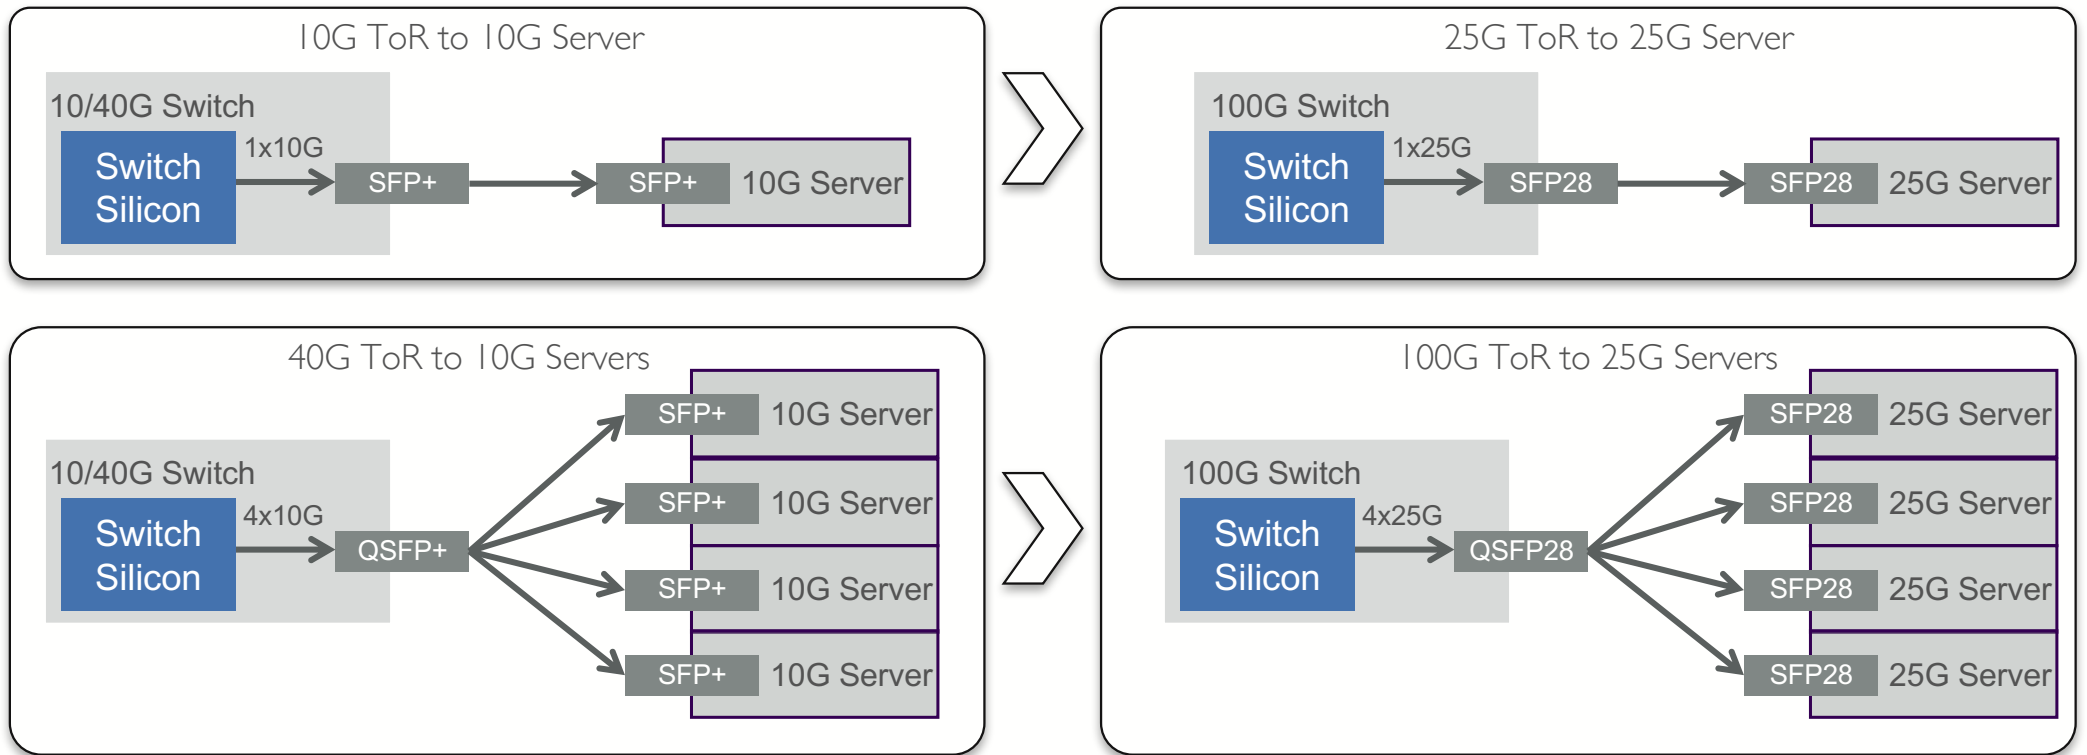 10G ToR to 10G Server
10/40G Switch
Switch
Silicon
1x10G
SFP+
SFP+
10G Server
25G ToR to 25G Server
100G Switch
Switch
Silicon
1x25G
SFP28
SFP28
25G Server
40G ToR to 10G Servers
10/40G Switch
Switch
Silicon
4x10G
QSFP+
SFP+
10G Server
SFP+
10G Server
SFP+
10G Server
SFP+
10G Server
100G ToR to 25G Servers
100G Switch
Switch
Silicon
4x25G
QSFP28
SFP28
25G Server
SFP28
25G Server
SFP28
25G Server
SFP28
25G Server